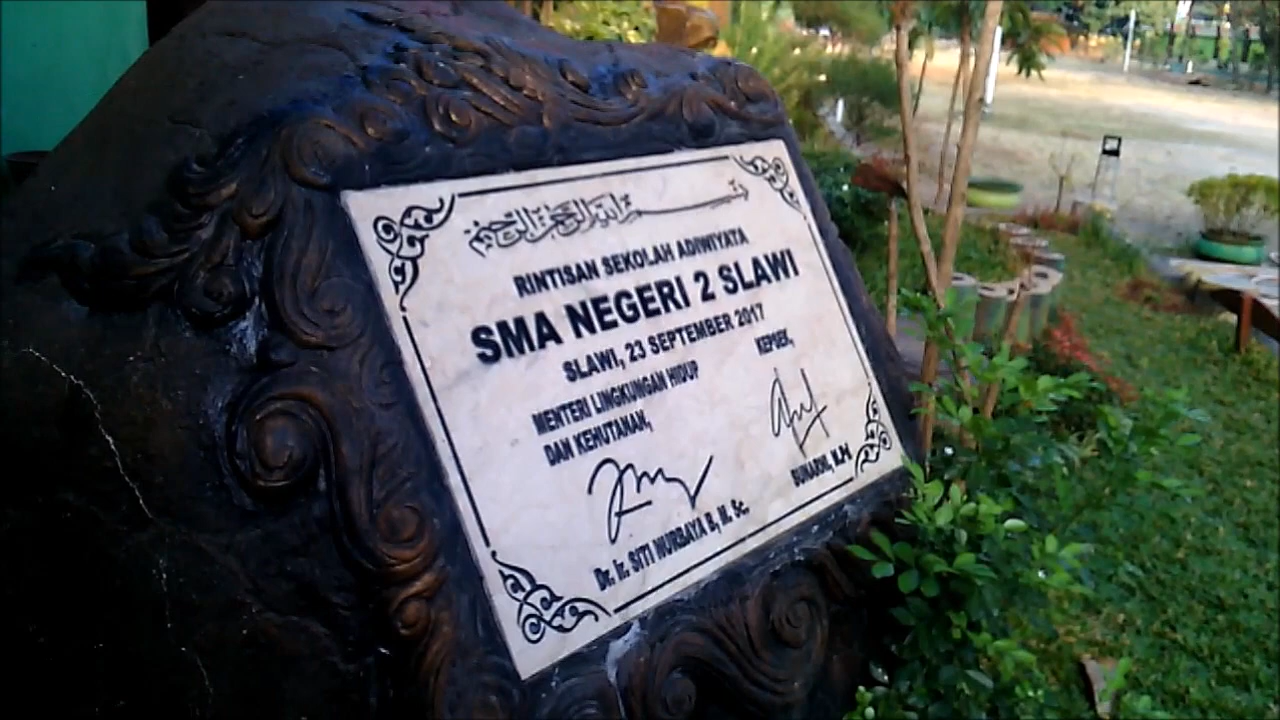 بسم الله الرحمن الرحيم
RINTISAN SEKOLAH ADIWIYATA
SMA NEGERI 2 SLAWI
SLAWI, 23 SEPTEMBER 2017
MENTERI LINGKUNGAN HIDUP
DAN KEHUTANAN,
KEPSEK,
Dr. Ir. SITI NURBAYA B, M. Sc.
SUNARNI, M.Pd